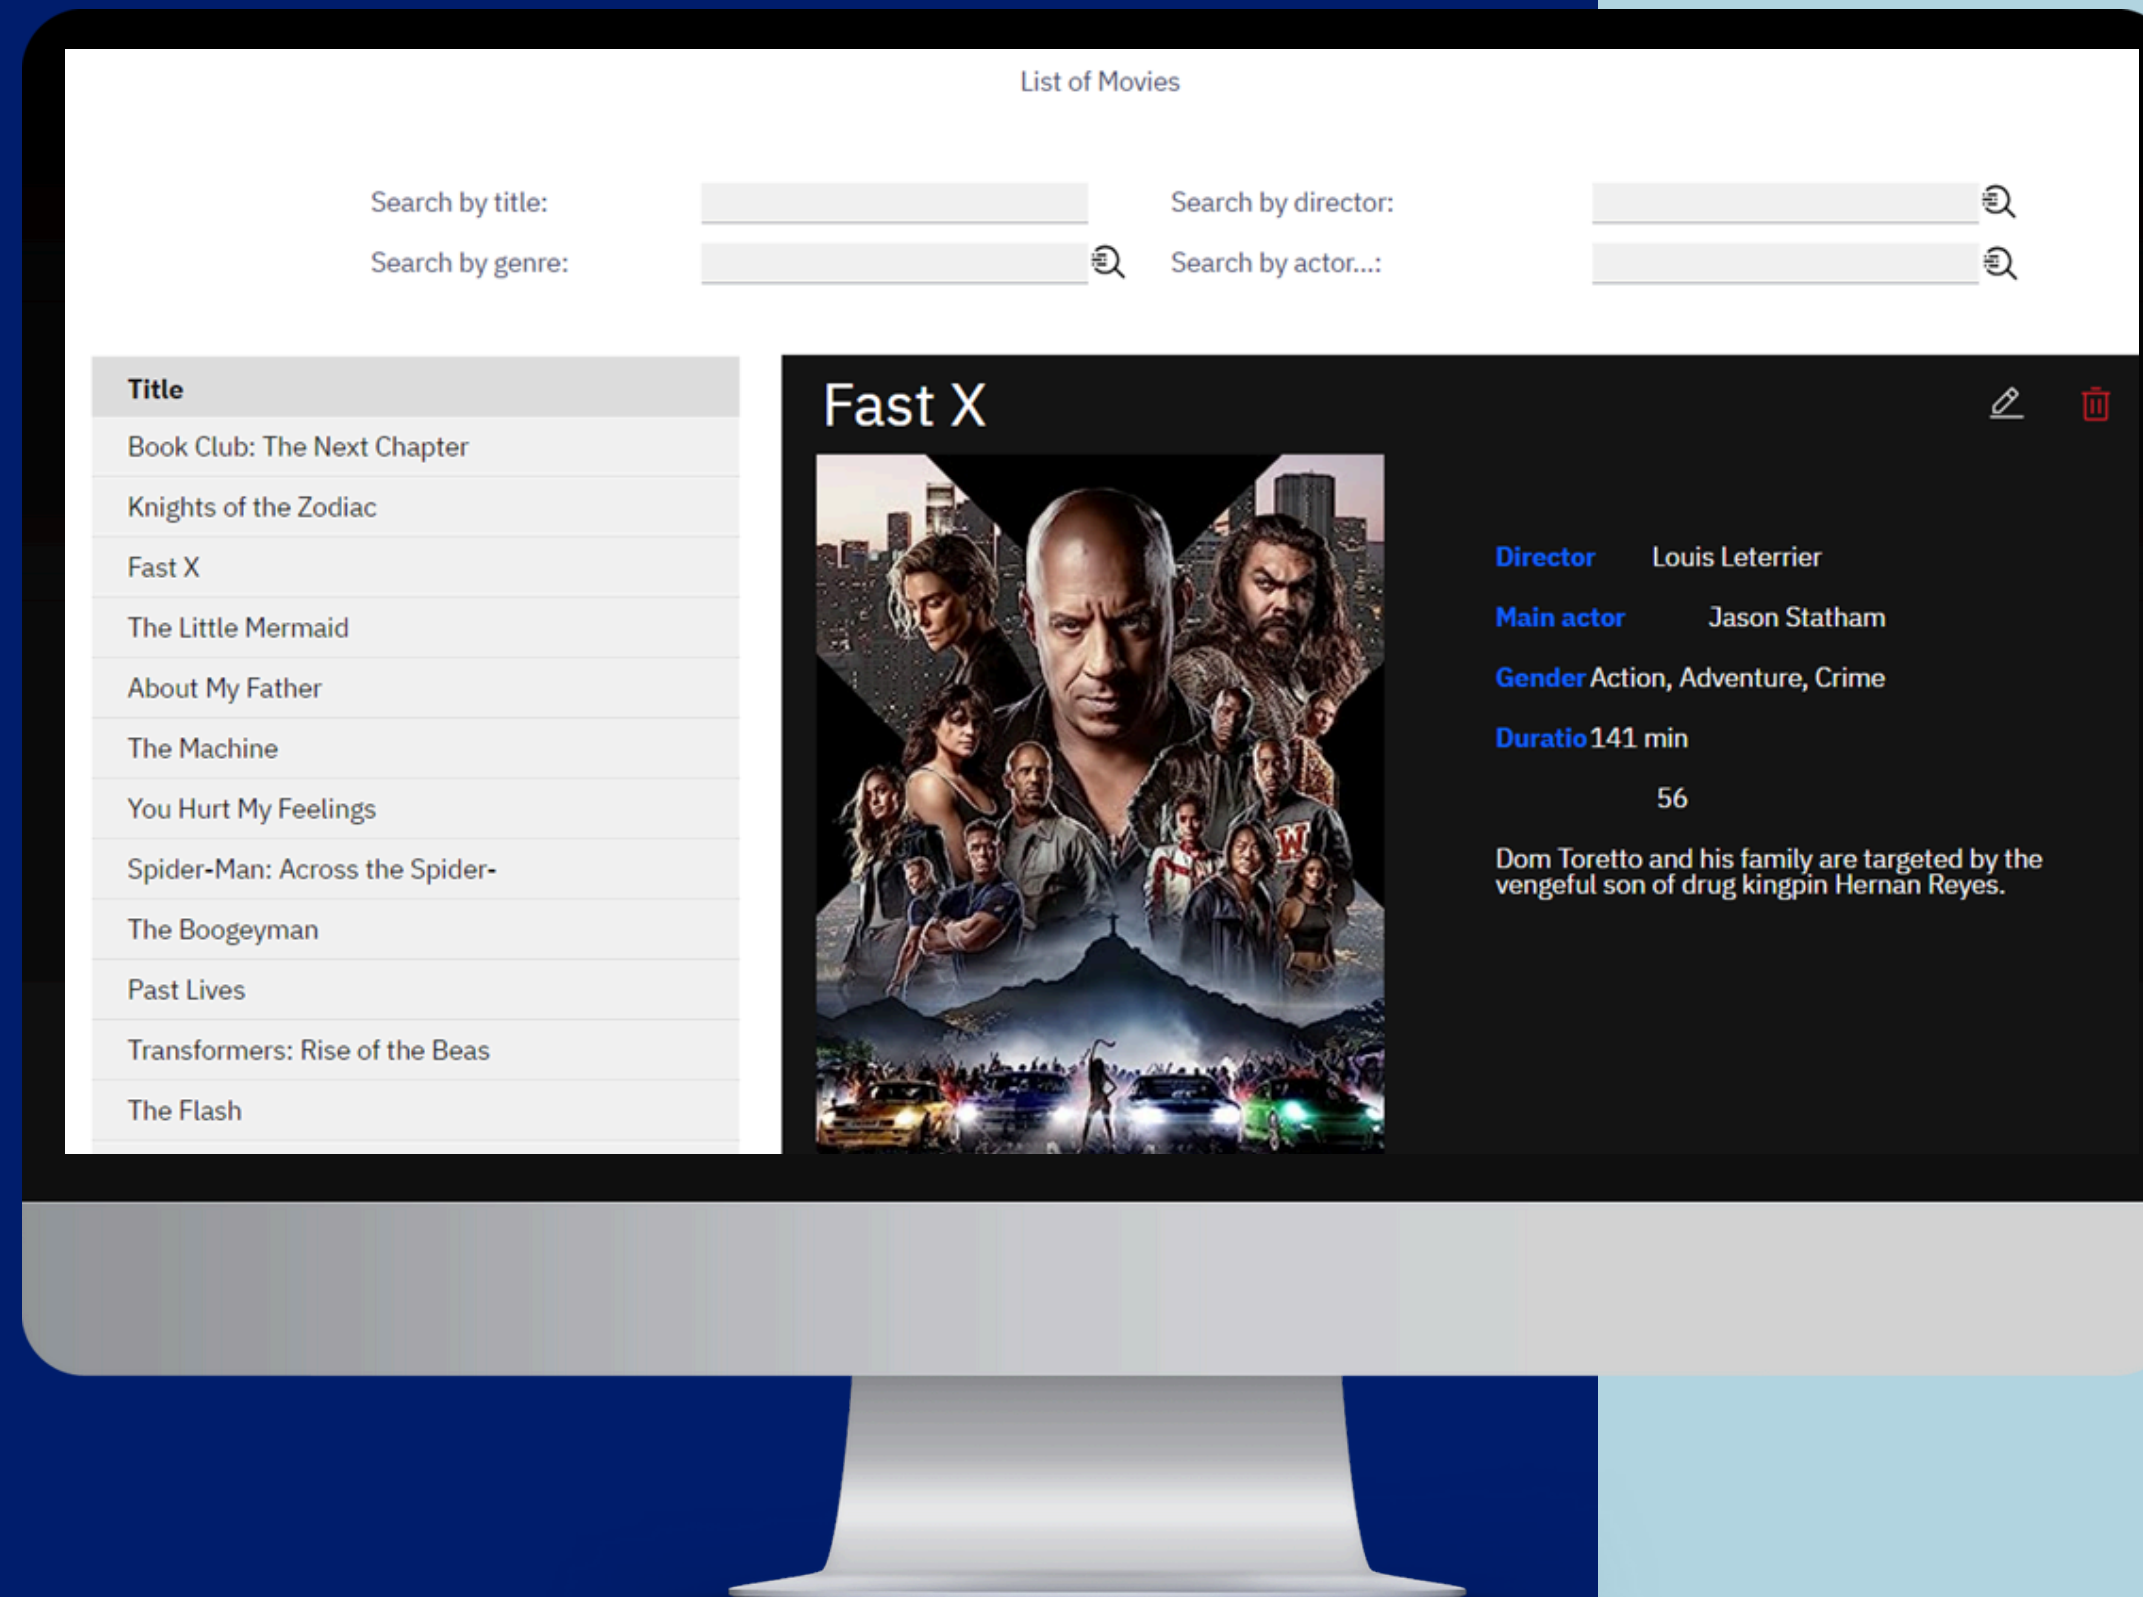 List of Movies
Search by title:
Search by director:
Search by genre:
Search by actor...:
Title
Book Club: The Next Chapter
Knights of the Zodiac
Fast X
The Little Mermaid
About My Father
The Machine
You Hurt My Feelings
Spider-Man: Across the Spider-
The Boogeyman
Past Lives
Transformers: Rise of the Beas
The Flash
Fast X
W
Director Louis Leterrier
Main actor Jason Statham
Gender Action, Adventure, Crime
Duratio 141 min
56
Dom Toretto and his family are targeted by the
vengeful son of drug kingpin Hernan Reyes.